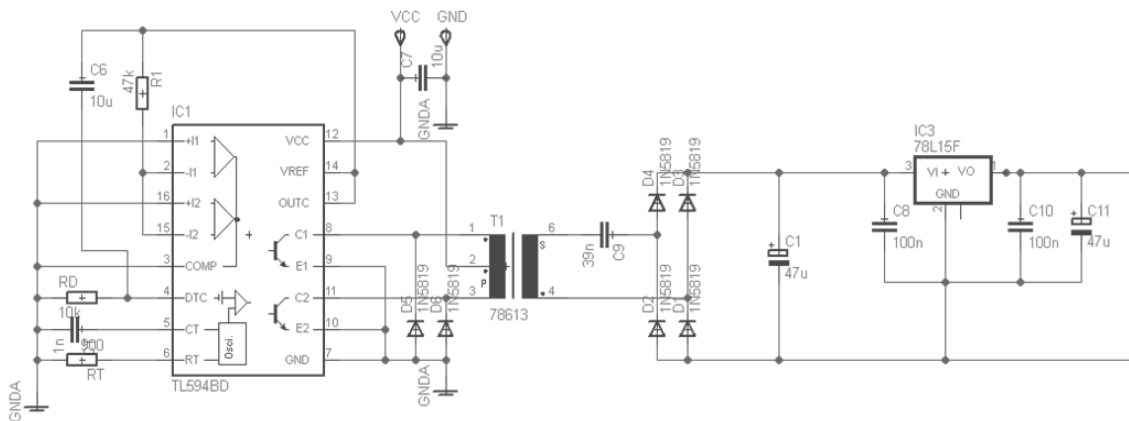 VCC GND
C6
10u
47k
R1
C7
10u
GNDA
IC1
1 +I1 VCC 12
2 -I1 VREF 14
16 +I2 OUTC 13
15 -I2 + C1 8
3 COMP E1 9
4 DTC C2 11
5 CT E2 10
6 RT GND 7
Osci.
TL594BD
RD
10k
1n
900
RT
GNDA
D5
1N5819
D6
1N5819
GNDA
T1
1
2
3
P
S
6
4
78613
39n
C9
D4
1N5819
D3
1N5819
D2
1N5819
D1
1N5819
C1
47u
IC3
78L15F
3 VI + VO 1
GND
2
C8
100n
C10
100n
C11
47u